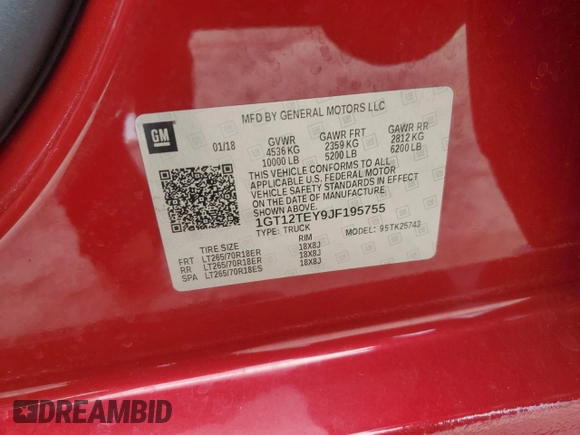 MFD BY GENERAL MOTORS LLC
GM
01/18
GVWR GAWR FRT GAWR RR
4536 KG 2359 KG 2812 KG
10000 LB 5200 LB 6200 LB
THIS VEHICLE CONFORMS TO ALL
APPLICABLE U.S. FEDERAL MOTOR
VEHICLE SAFETY STANDARDS IN EFFECT
ON THE DATE OF MANUFACTURE SHOWN ABOVE.
1GT12TEY9JF195755
TYPE: TRUCK MODEL: 95TK25743
TIRE SIZE RIM
FRT LT265/70R18ER 18X8J
RR LT265/70R18ER 18X8J
SPA LT265/70R18ES 18X8J
DREAMBID